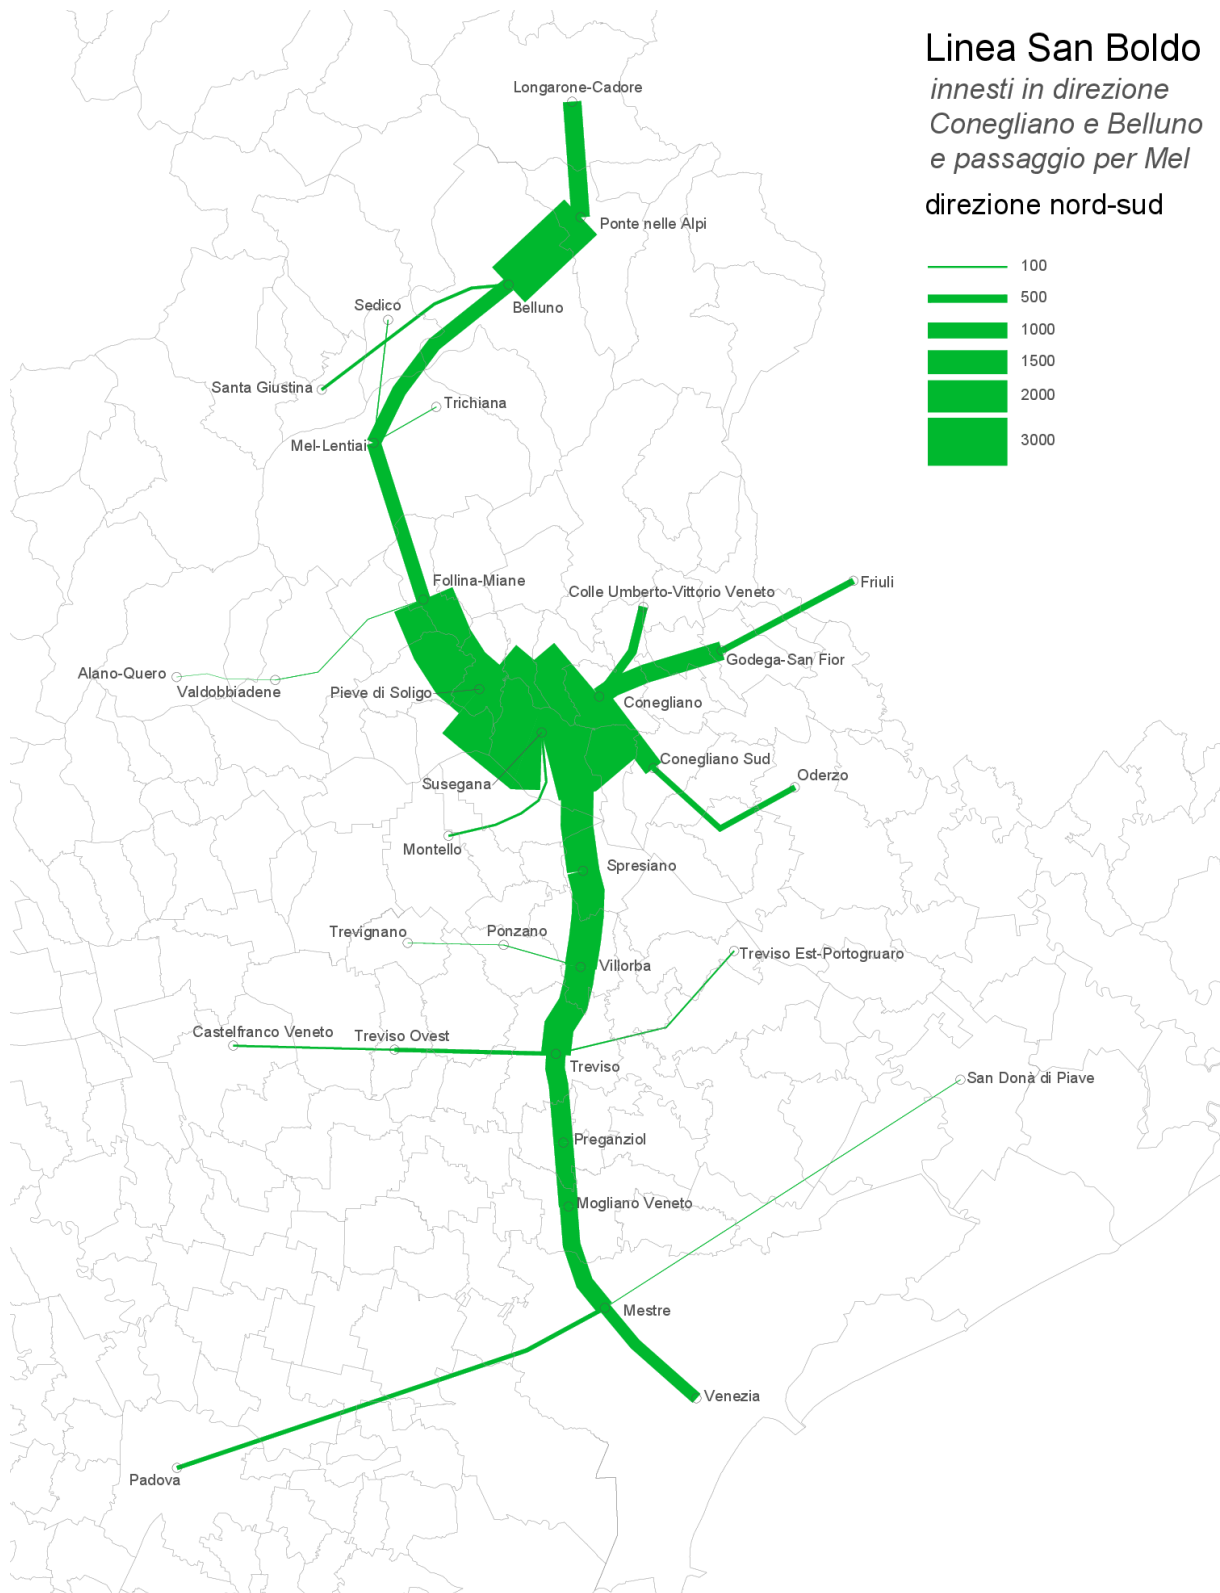 Linea San Boldo
innesti in direzione
Conegliano e Belluno
e passaggio per Mel
direzione nord-sud
100
500
1000
1500
2000
3000
Longarone-Cadore
Ponte nelle Alpi
Belluno
Sedico
Santa Giustina
Trichiana
Mel-Lentiai
Follina-Miane
Colle Umberto-Vittorio Veneto
Friuli
Godega-San Fior
Alano-Quero
Valdobbiadene
Pieve di Soligo
Conegliano
Conegliano Sud
Oderzo
Susegana
Montello
Spresiano
Trevignano
Ponzano
Villorba
Treviso Est-Portogruaro
Castelfranco Veneto
Treviso Ovest
Treviso
San Donà di Piave
Preganziol
Mogliano Veneto
Mestre
Venezia
Padova